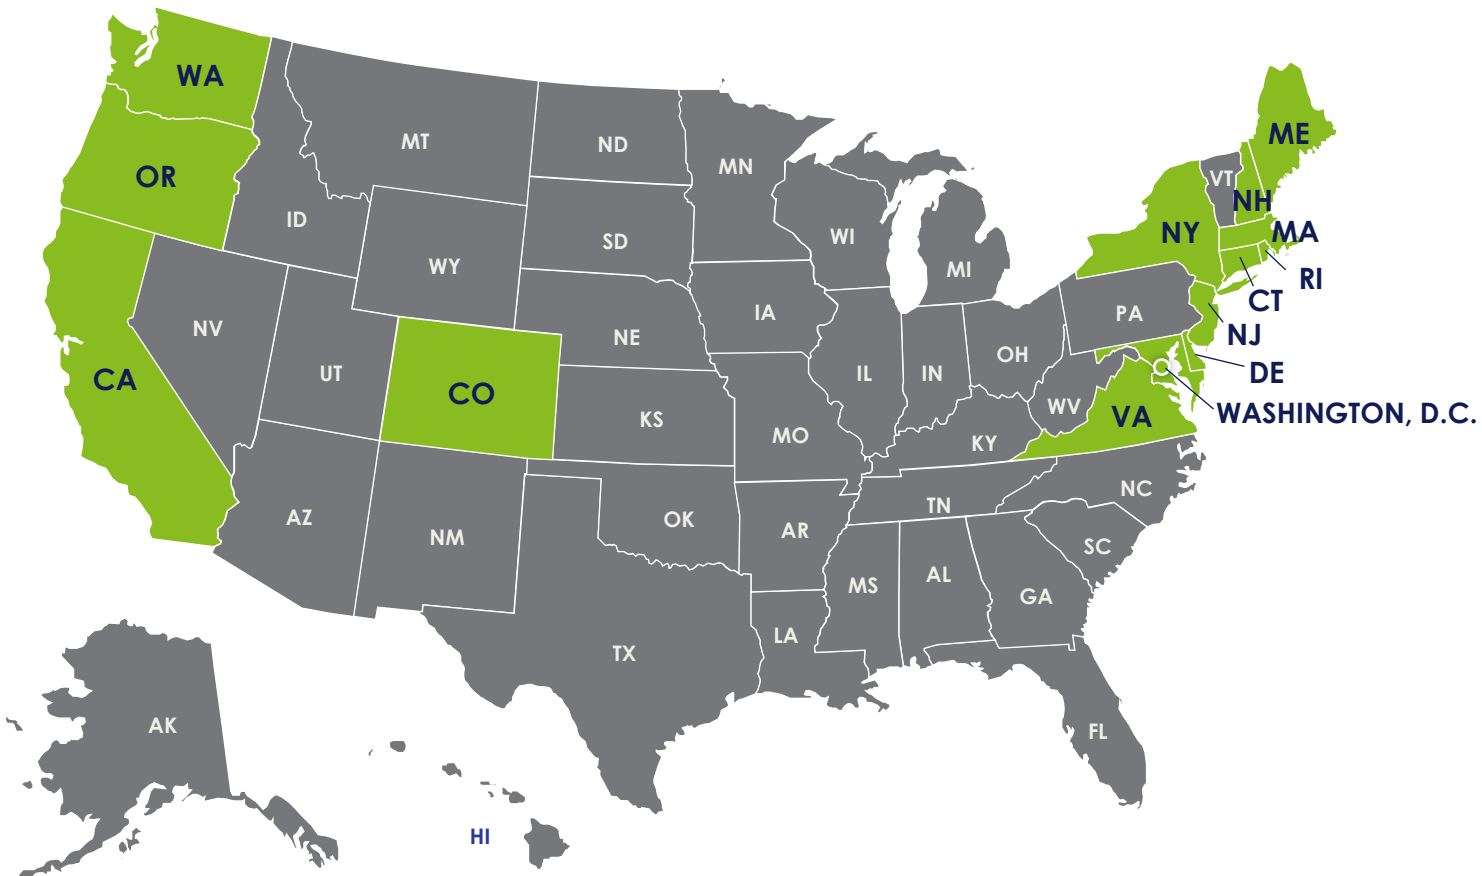 WA
ME
MT
ND
MN
OR
VT
NH
ID
SD
WI
NY
MA
WY
MI
RI
CT
NV
NE
IA
PA
NJ
UT
CO
IL
IN
OH
DE
CA
KS
MO
WV
VA
WASHINGTON, D.C.
KY
NC
AZ
NM
OK
AR
TN
SC
MS
AL
GA
TX
LA
AK
FL
HI